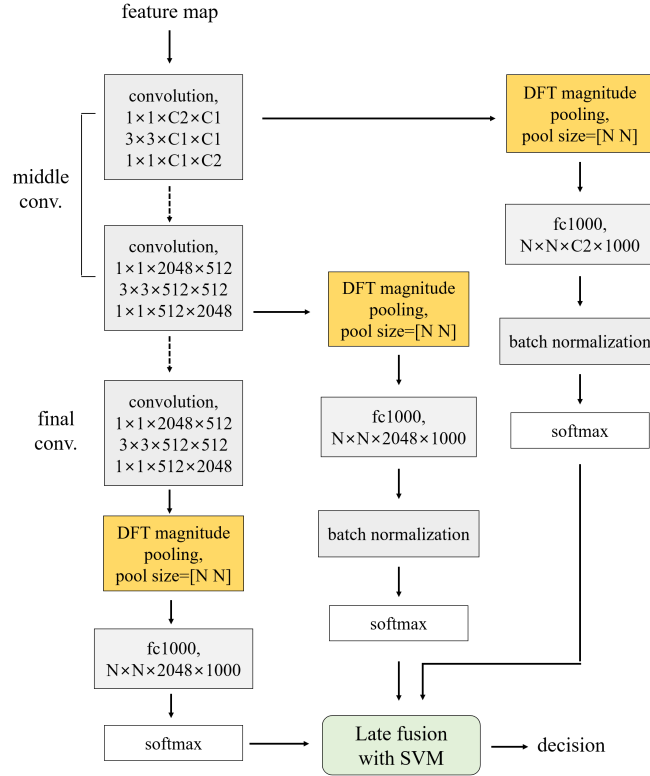 feature map
convolution,
1×1×C2×C1
3×3×C1×C1
1×1×C1×C2
middle
conv.
convolution,
1×1×2048×512
3×3×512×512
1×1×512×2048
final
conv.
convolution,
1×1×2048×512
3×3×512×512
1×1×512×2048
DFT magnitude
pooling,
pool size=[N N]
fc1000,
N×N×2048×1000
softmax
DFT magnitude
pooling,
pool size=[N N]
fc1000,
N×N×2048×1000
batch normalization
softmax
DFT magnitude
pooling,
pool size=[N N]
fc1000,
N×N×C2×1000
batch normalization
softmax
Late fusion
with SVM
decision